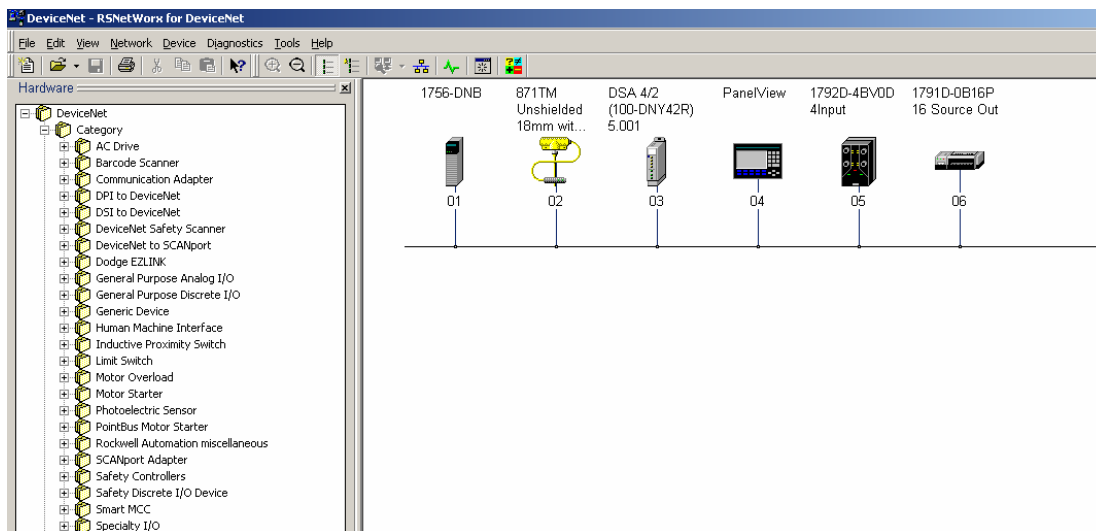 DeviceNet - RSNetWorx for DeviceNet
File Edit View Network Device Diagnostics Tools Help
Hardware
DeviceNet
Category
AC Drive
Barcode Scanner
Communication Adapter
DPI to DeviceNet
DSI to DeviceNet
DeviceNet Safety Scanner
DeviceNet to SCANport
Dodge EZLINK
General Purpose Analog I/O
General Purpose Discrete I/O
Generic Device
Human Machine Interface
Inductive Proximity Switch
Limit Switch
Motor Overload
Motor Starter
Photoelectric Sensor
PointBus Motor Starter
Rockwell Automation miscellaneous
SCANport Adapter
Safety Controllers
Safety Discrete I/O Device
Smart MCC
Specialty I/O
1756-DNB
871TM
Unshielded
18mm wit...
DSA 4/2
(100-DNY42R)
5.001
PanelView
1792D-4BV0D
4Input
1791D-0B16P
16 Source Out
01 02 03 04 05 06